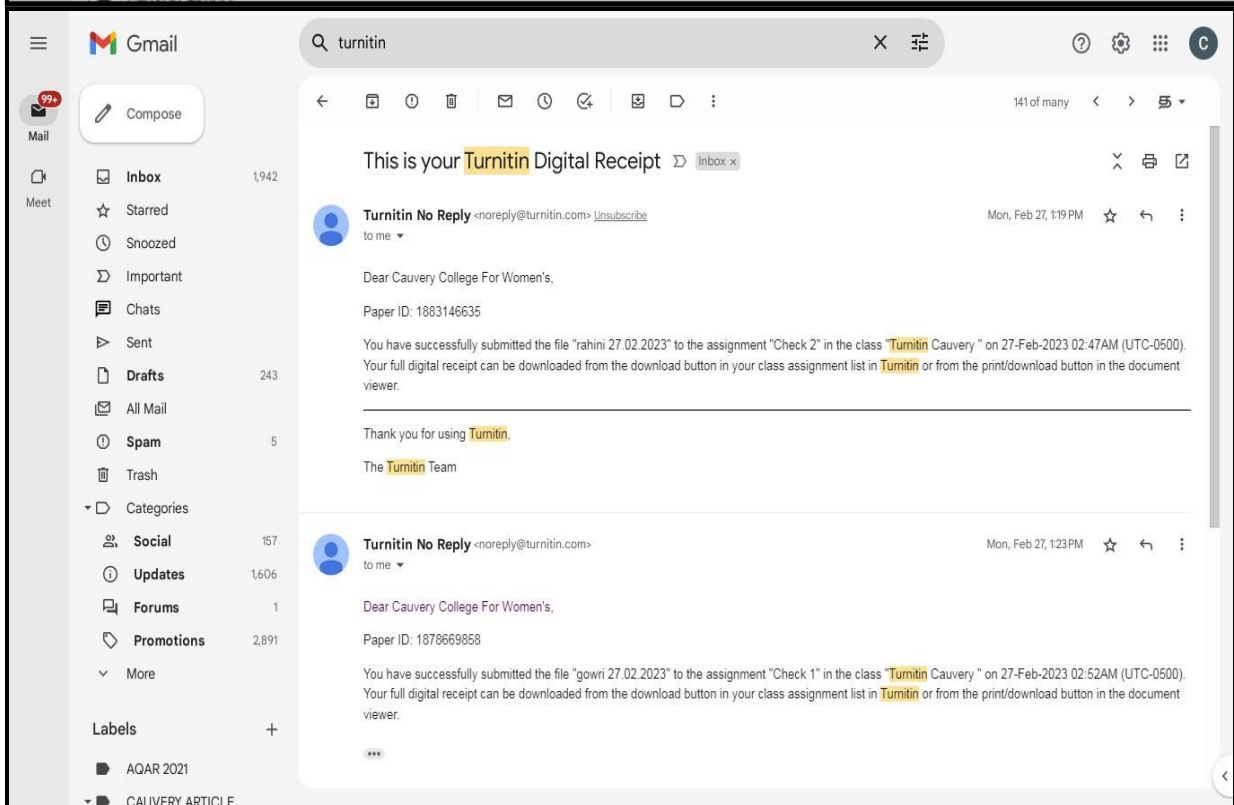 Gmail
turnitin
C
99+
Mail
Meet
Compose
Inbox 1,942
Starred
Snoozed
Important
Chats
Sent
Drafts 243
All Mail
Spam 5
Trash
Categories
Social 157
Updates 1,606
Forums 1
Promotions 2,891
More
Labels +
AQAR 2021
CAUVERY ARTICLE
141 of many
This is your Turnitin Digital Receipt Inbox x
Turnitin No Reply <noreply@turnitin.com> Unsubscribe Mon, Feb 27, 1:19 PM
to me
Dear Cauvery College For Women's,
Paper ID: 1883146635
You have successfully submitted the file "rahini 27.02.2023" to the assignment "Check 2" in the class "Turnitin Cauvery " on 27-Feb-2023 02:47AM (UTC-0500).
Your full digital receipt can be downloaded from the download button in your class assignment list in Turnitin or from the print/download button in the document
viewer.
Thank you for using Turnitin,
The Turnitin Team
Turnitin No Reply <noreply@turnitin.com> Mon, Feb 27, 1:23 PM
to me
Dear Cauvery College For Women's,
Paper ID: 1878669858
You have successfully submitted the file "gowri 27.02.2023" to the assignment "Check 1" in the class "Turnitin Cauvery " on 27-Feb-2023 02:52AM (UTC-0500).
Your full digital receipt can be downloaded from the download button in your class assignment list in Turnitin or from the print/download button in the document
viewer.